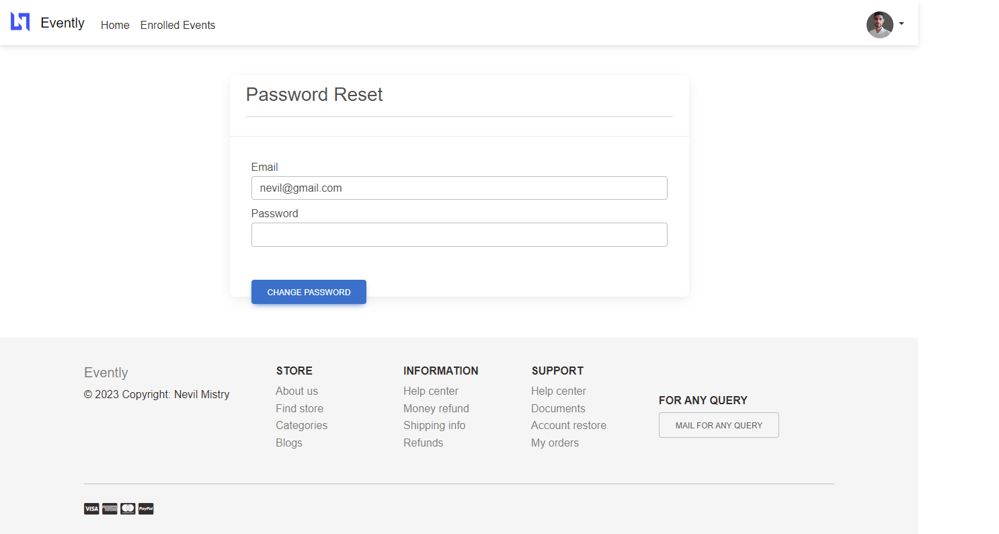 Evently Home Enrolled Events
Password Reset
Email
nevil@gmail.com
Password
CHANGE PASSWORD
Evently
© 2023 Copyright: Nevil Mistry
STORE
About us
Find store
Categories
Blogs
INFORMATION
Help center
Money refund
Shipping info
Refunds
SUPPORT
Help center
Documents
Account restore
My orders
FOR ANY QUERY
MAIL FOR ANY QUERY
VISA PayPal